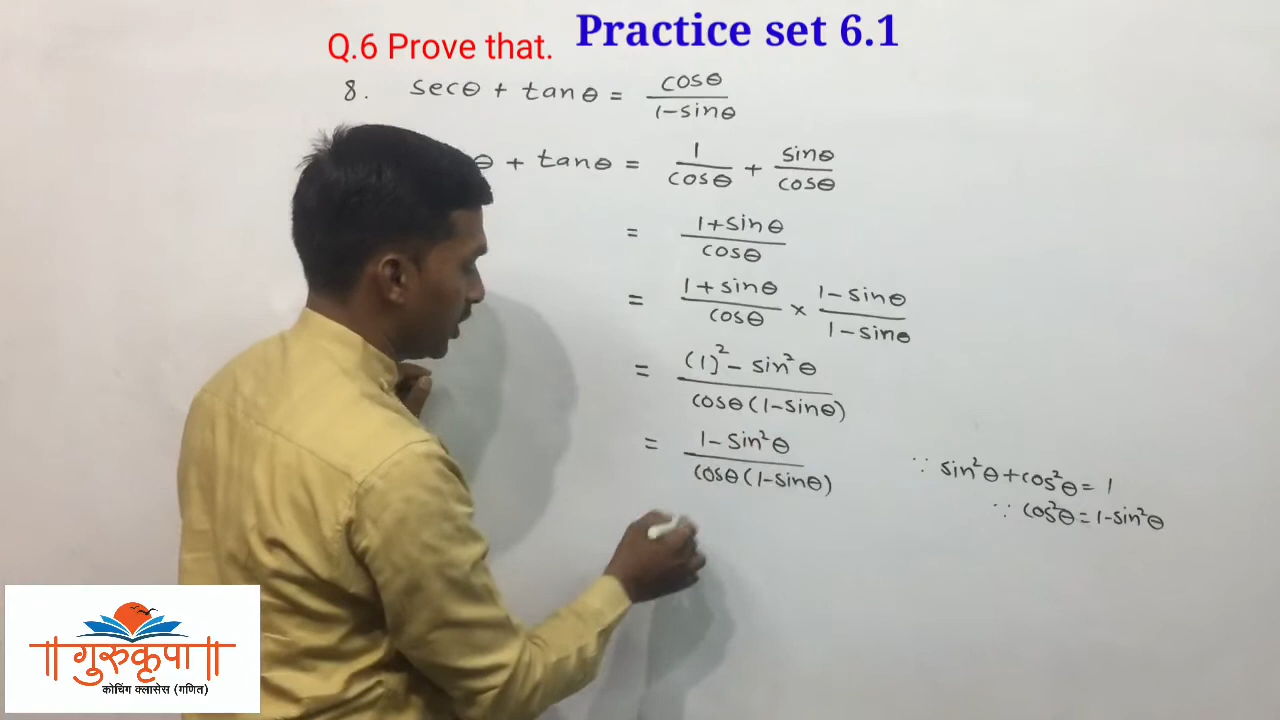 Practice set 6.1
Q.6 Prove that.
8. secθ + tanθ = cosθ / 1-sinθ
θ + tanθ = 1/cosθ + sinθ/cosθ
= 1+sinθ / cosθ
= 1+sinθ / cosθ × 1-sinθ / 1-sinθ
= (1)² - sin²θ / cosθ(1-sinθ)
= 1-sin²θ / cosθ(1-sinθ)
∵ sin²θ+cos²θ=1
∵ cos²θ=1-sin²θ
॥गुरुकृपा॥
कोचिंग क्लासेस (गणित)